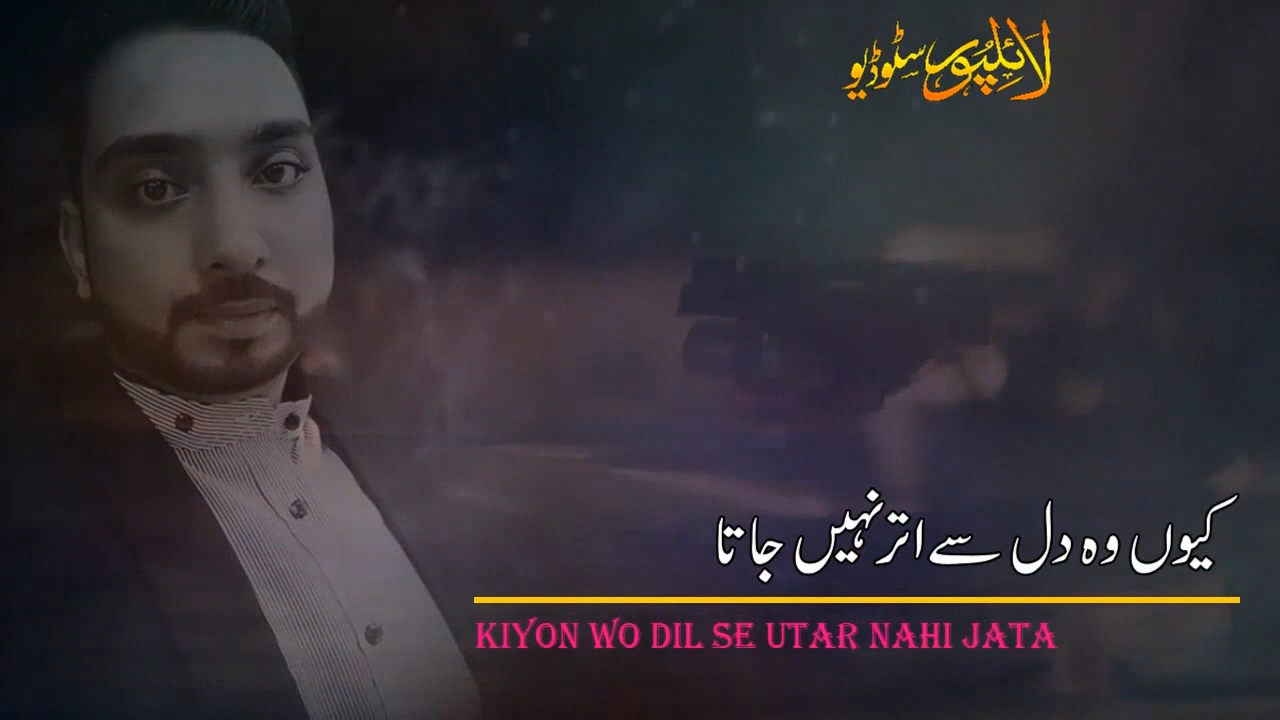 لائلپور سٹوڈیو
کیوں وہ دل سے اتر نہیں جاتا
KIYON WO DIL SE UTAR NAHI JATA